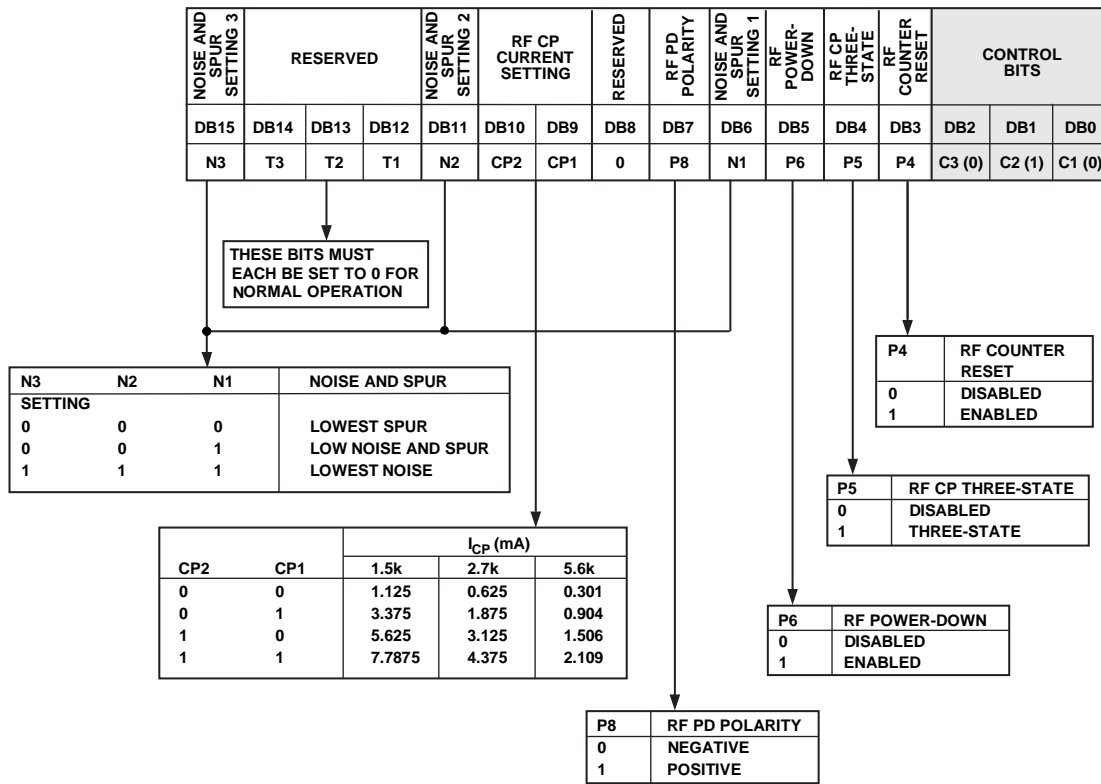 NOISE AND
SPUR
SETTING 3
RESERVED
NOISE AND
SPUR
SETTING 2
RF CP
CURRENT
SETTING
RESERVED
RF PD
POLARITY
NOISE AND
SPUR
SETTING 1
RF
POWER-
DOWN
RF CP
THREE-
STATE
RF
COUNTER
RESET
CONTROL
BITS
DB15 DB14 DB13 DB12 DB11 DB10 DB9 DB8 DB7 DB6 DB5 DB4 DB3 DB2 DB1 DB0
N3 T3 T2 T1 N2 CP2 CP1 0 P8 N1 P6 P5 P4 C3 (0) C2 (1) C1 (0)
THESE BITS MUST
EACH BE SET TO 0 FOR
NORMAL OPERATION
N3 N2 N1 NOISE AND SPUR
SETTING
0 0 0 LOWEST SPUR
0 0 1 LOW NOISE AND SPUR
1 1 1 LOWEST NOISE
P4 RF COUNTER
RESET
0 DISABLED
1 ENABLED
P5 RF CP THREE-STATE
0 DISABLED
1 THREE-STATE
ICP (mA)
CP2 CP1 1.5k 2.7k 5.6k
0 0 1.125 0.625 0.301
0 1 3.375 1.875 0.904
1 0 5.625 3.125 1.506
1 1 7.7875 4.375 2.109
P6 RF POWER-DOWN
0 DISABLED
1 ENABLED
P8 RF PD POLARITY
0 NEGATIVE
1 POSITIVE